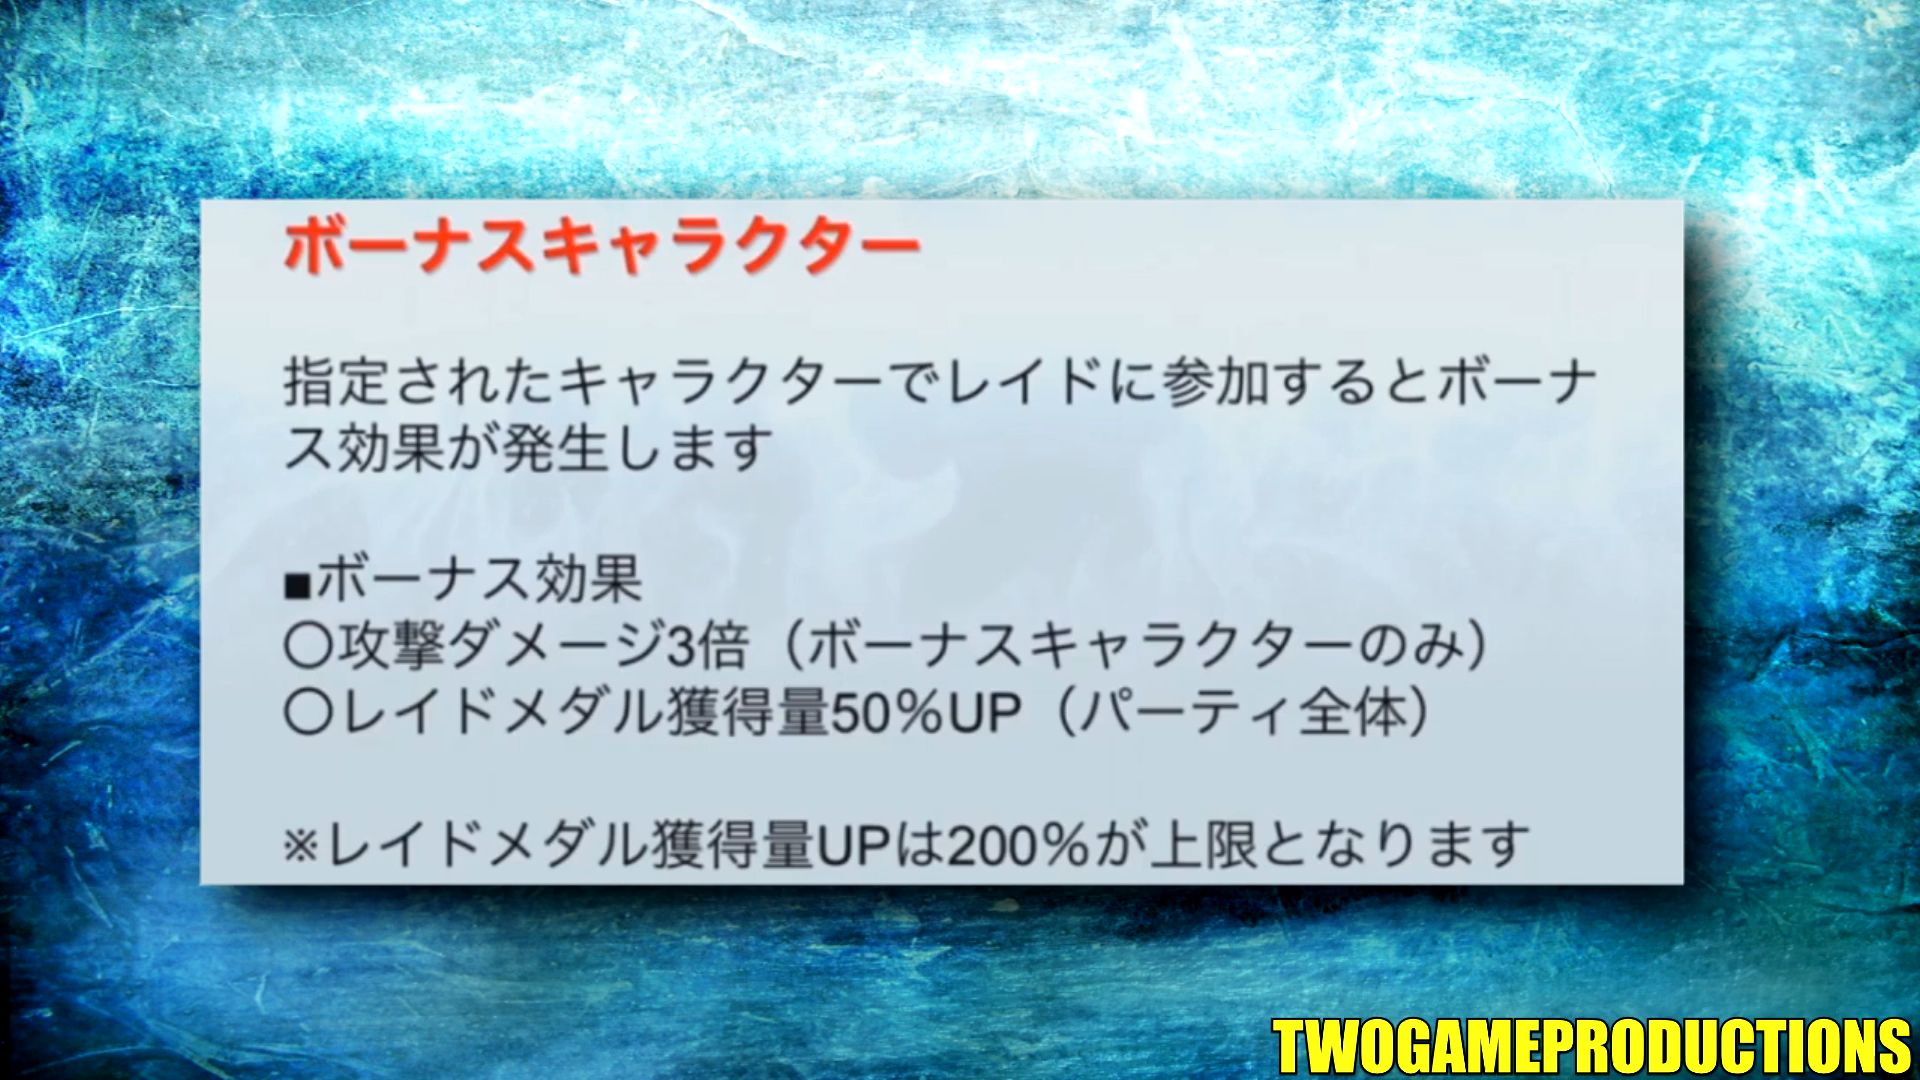 ボーナスキャラクター
指定されたキャラクターでレイドに参加するとボーナ
ス効果が発生します
■ボーナス効果
〇攻撃ダメージ3倍（ボーナスキャラクターのみ）
〇レイドメダル獲得量50%UP（パーティ全体）
※レイドメダル獲得量UPは200%が上限となります
TWOGAMEPRODUCTIONS